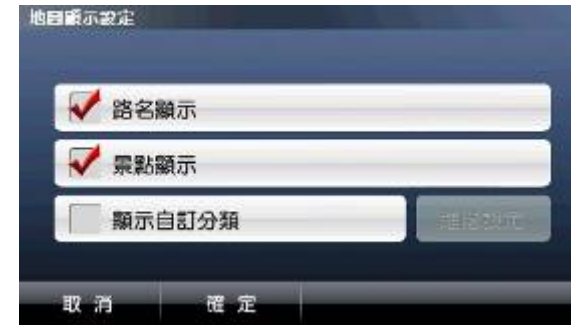 地圖顯示設定
路名顯示
景點顯示
顯示自訂分類
取 消 確 定